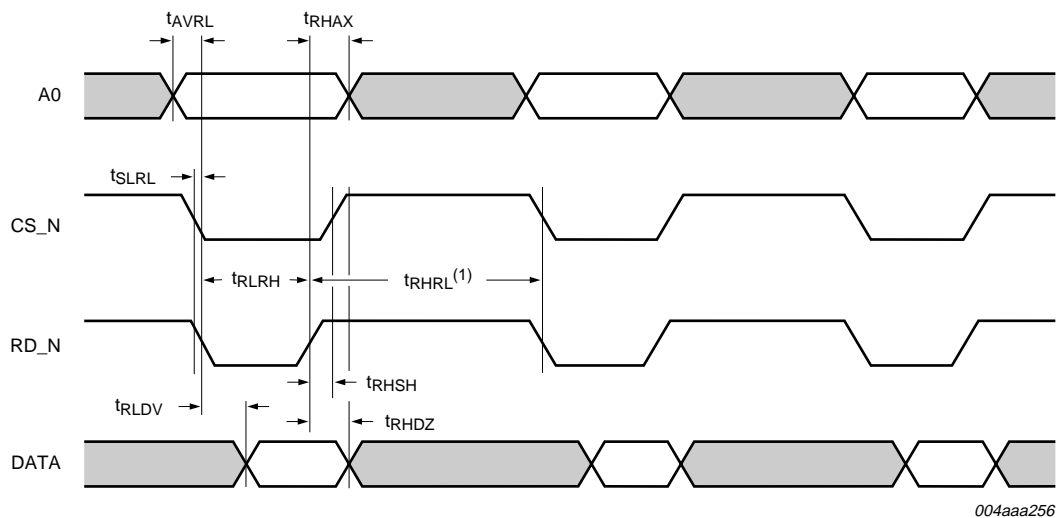 tAVRL tRHAX
A0
tSLRL
CS_N
tRLRH tRHRL(1)
RD_N
tRHSH
tRLDV tRHDZ
DATA
004aaa256